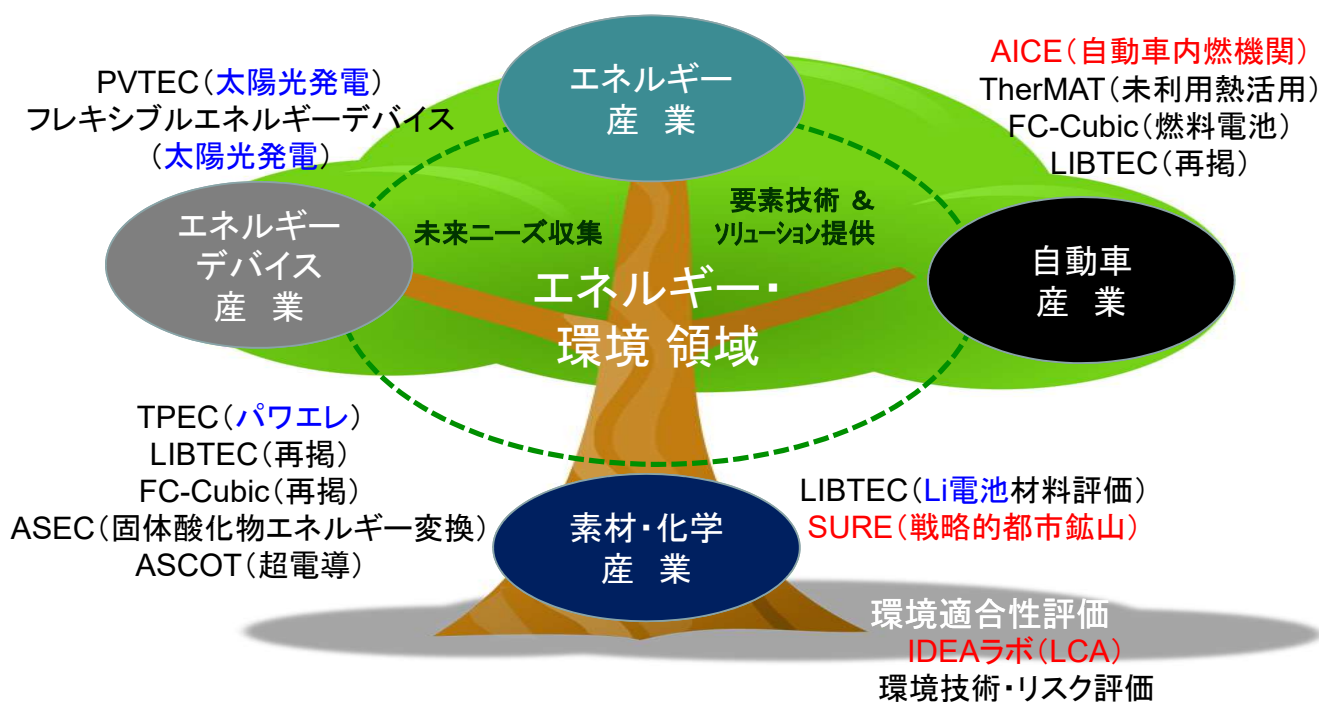 エネルギー
産 業
PVTEC(太陽光発電)
フレキシブルエネルギーデバイス
(太陽光発電)
AICE(自動車内燃機関)
TherMAT(未利用熱活用)
FC-Cubic(燃料電池)
LIBTEC(再掲)
エネルギー
デバイス
産 業
未来ニーズ収集
要素技術 &
ソリューション提供
自動車
産 業
エネルギー・
環境 領域
TPEC(パワエレ)
LIBTEC(再掲)
FC-Cubic(再掲)
ASEC(固体酸化物エネルギー変換)
ASCOT(超電導)
素材・化学
産 業
LIBTEC(Li電池材料評価)
SURE(戦略的都市鉱山)
環境適合性評価
IDEAラボ(LCA)
環境技術・リスク評価